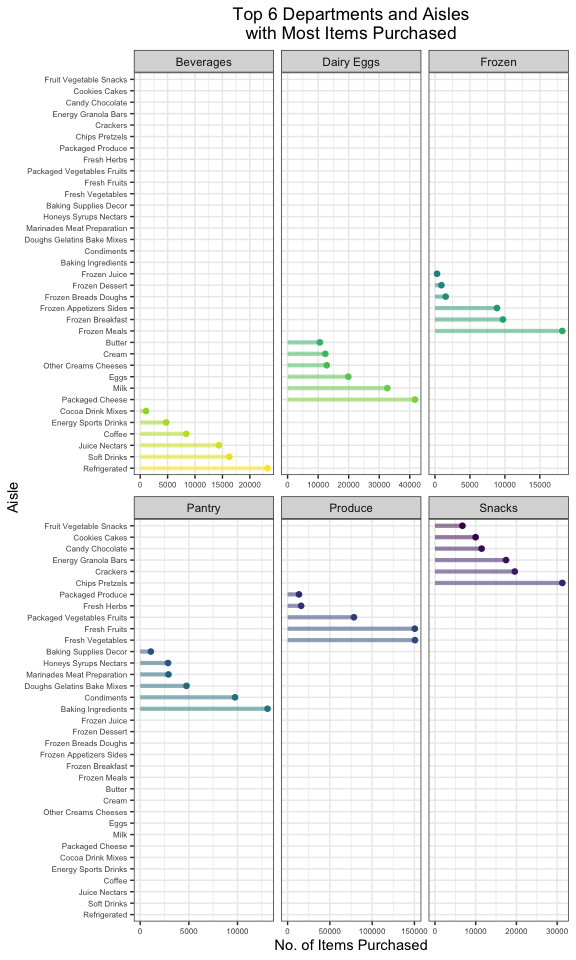 Top 6 Departments and Aisles
with Most Items Purchased
Beverages
Dairy Eggs
Frozen
Fruit Vegetable Snacks
Cookies Cakes
Candy Chocolate
Energy Granola Bars
Crackers
Chips Pretzels
Packaged Produce
Fresh Herbs
Packaged Vegetables Fruits
Fresh Fruits
Fresh Vegetables
Baking Supplies Decor
Honeys Syrups Nectars
Marinades Meat Preparation
Doughs Gelatins Bake Mixes
Condiments
Baking Ingredients
Frozen Juice
Frozen Dessert
Frozen Breads Doughs
Frozen Appetizers Sides
Frozen Breakfast
Frozen Meals
Butter
Cream
Other Creams Cheeses
Eggs
Milk
Packaged Cheese
Cocoa Drink Mixes
Energy Sports Drinks
Coffee
Juice Nectars
Soft Drinks
Refrigerated
0 5000 10000 15000 20000
0 10000 20000 30000 40000
0 5000 10000 15000
Aisle
Pantry
Produce
Snacks
Fruit Vegetable Snacks
Cookies Cakes
Candy Chocolate
Energy Granola Bars
Crackers
Chips Pretzels
Packaged Produce
Fresh Herbs
Packaged Vegetables Fruits
Fresh Fruits
Fresh Vegetables
Baking Supplies Decor
Honeys Syrups Nectars
Marinades Meat Preparation
Doughs Gelatins Bake Mixes
Condiments
Baking Ingredients
Frozen Juice
Frozen Dessert
Frozen Breads Doughs
Frozen Appetizers Sides
Frozen Breakfast
Frozen Meals
Butter
Cream
Other Creams Cheeses
Eggs
Milk
Packaged Cheese
Cocoa Drink Mixes
Energy Sports Drinks
Coffee
Juice Nectars
Soft Drinks
Refrigerated
0 5000 10000
0 50000 100000 150000
0 10000 20000 30000
No. of Items Purchased